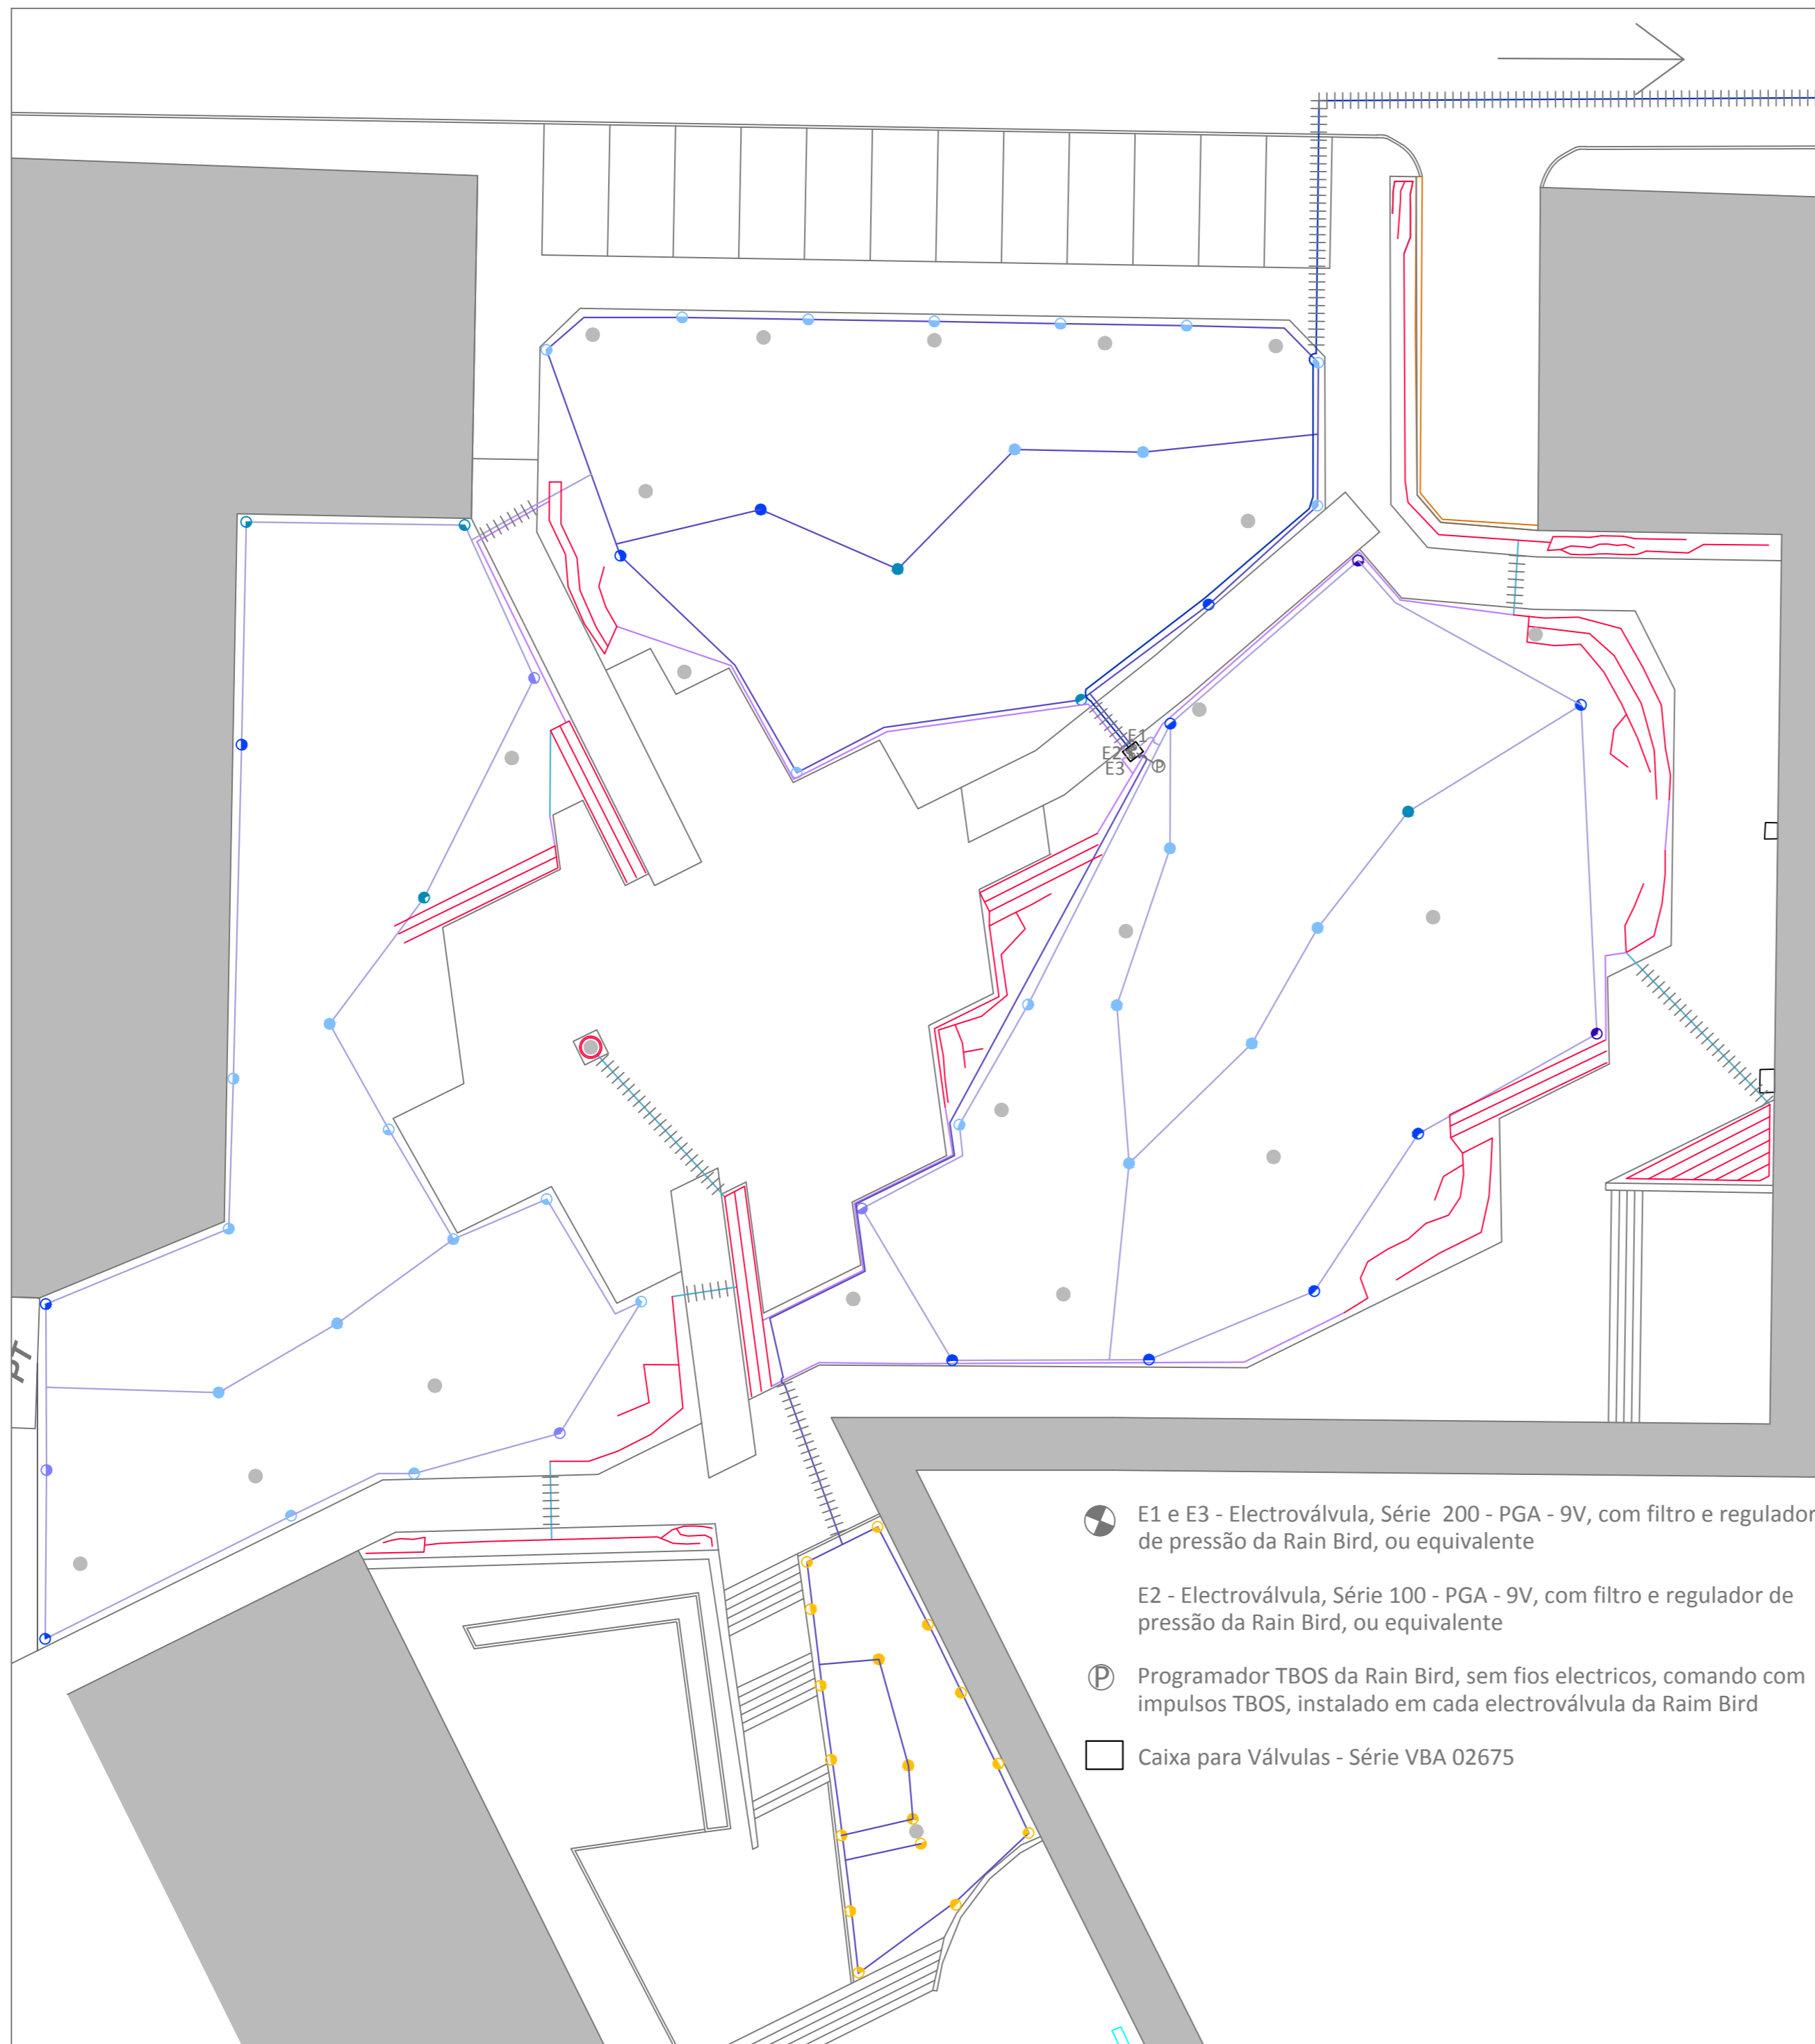 E1
E2
E3
P
PT
E1 e E3 - Electroválvula, Série 200 - PGA - 9V, com filtro e regulador
de pressão da Rain Bird, ou equivalente
E2 - Electroválvula, Série 100 - PGA - 9V, com filtro e regulador de
pressão da Rain Bird, ou equivalente
P
Programador TBOS da Rain Bird, sem fios electricos, comando com
impulsos TBOS, instalado em cada electroválvula da Raim Bird
Caixa para Válvulas - Série VBA 02675